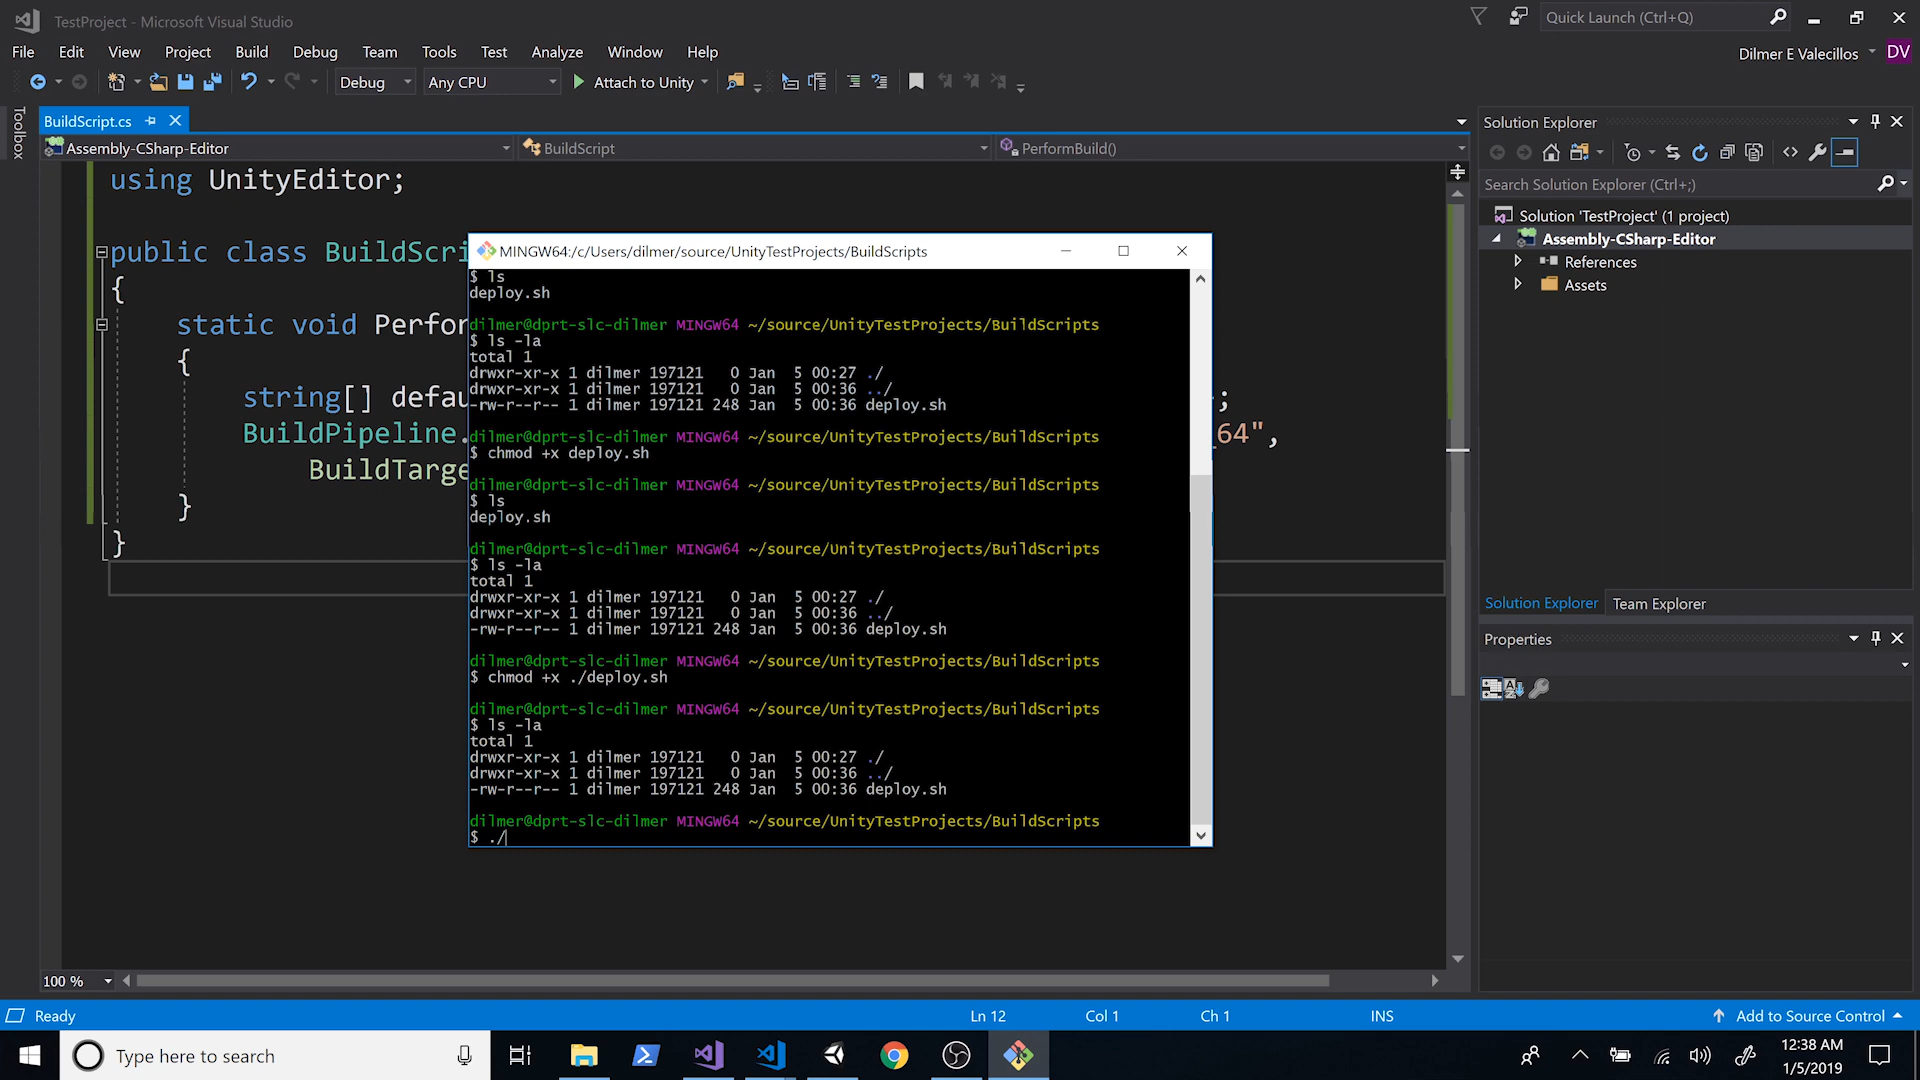 TestProject - Microsoft Visual Studio
Quick Launch (Ctrl+Q)
File Edit View Project Build Debug Team Tools Test Analyze Window Help
Dilmer E Valecillos DV
Debug Any CPU Attach to Unity
Toolbox
BuildScript.cs
Assembly-CSharp-Editor BuildScript PerformBuild()
using UnityEditor;
public class BuildScri
{
static void Perfor
{
string[] defau ;
BuildPipeline. _64",
BuildTarge
}
}
MINGW64:/c/Users/dilmer/source/UnityTestProjects/BuildScripts
$ ls
deploy.sh
dilmer@dprt-slc-dilmer MINGW64 ~/source/UnityTestProjects/BuildScripts
$ ls -la
total 1
drwxr-xr-x 1 dilmer 197121 0 Jan 5 00:27 ./
drwxr-xr-x 1 dilmer 197121 0 Jan 5 00:36 ../
-rw-r--r-- 1 dilmer 197121 248 Jan 5 00:36 deploy.sh
dilmer@dprt-slc-dilmer MINGW64 ~/source/UnityTestProjects/BuildScripts
$ chmod +x deploy.sh
dilmer@dprt-slc-dilmer MINGW64 ~/source/UnityTestProjects/BuildScripts
$ ls
deploy.sh
dilmer@dprt-slc-dilmer MINGW64 ~/source/UnityTestProjects/BuildScripts
$ ls -la
total 1
drwxr-xr-x 1 dilmer 197121 0 Jan 5 00:27 ./
drwxr-xr-x 1 dilmer 197121 0 Jan 5 00:36 ../
-rw-r--r-- 1 dilmer 197121 248 Jan 5 00:36 deploy.sh
dilmer@dprt-slc-dilmer MINGW64 ~/source/UnityTestProjects/BuildScripts
$ chmod +x ./deploy.sh
dilmer@dprt-slc-dilmer MINGW64 ~/source/UnityTestProjects/BuildScripts
$ ls -la
total 1
drwxr-xr-x 1 dilmer 197121 0 Jan 5 00:27 ./
drwxr-xr-x 1 dilmer 197121 0 Jan 5 00:36 ../
-rw-r--r-- 1 dilmer 197121 248 Jan 5 00:36 deploy.sh
dilmer@dprt-slc-dilmer MINGW64 ~/source/UnityTestProjects/BuildScripts
$ ./
Solution Explorer
Search Solution Explorer (Ctrl+;)
Solution 'TestProject' (1 project)
Assembly-CSharp-Editor
References
Assets
Solution Explorer Team Explorer
Properties
100 %
Ready Ln 12 Col 1 Ch 1 INS Add to Source Control
Type here to search
12:38 AM
1/5/2019